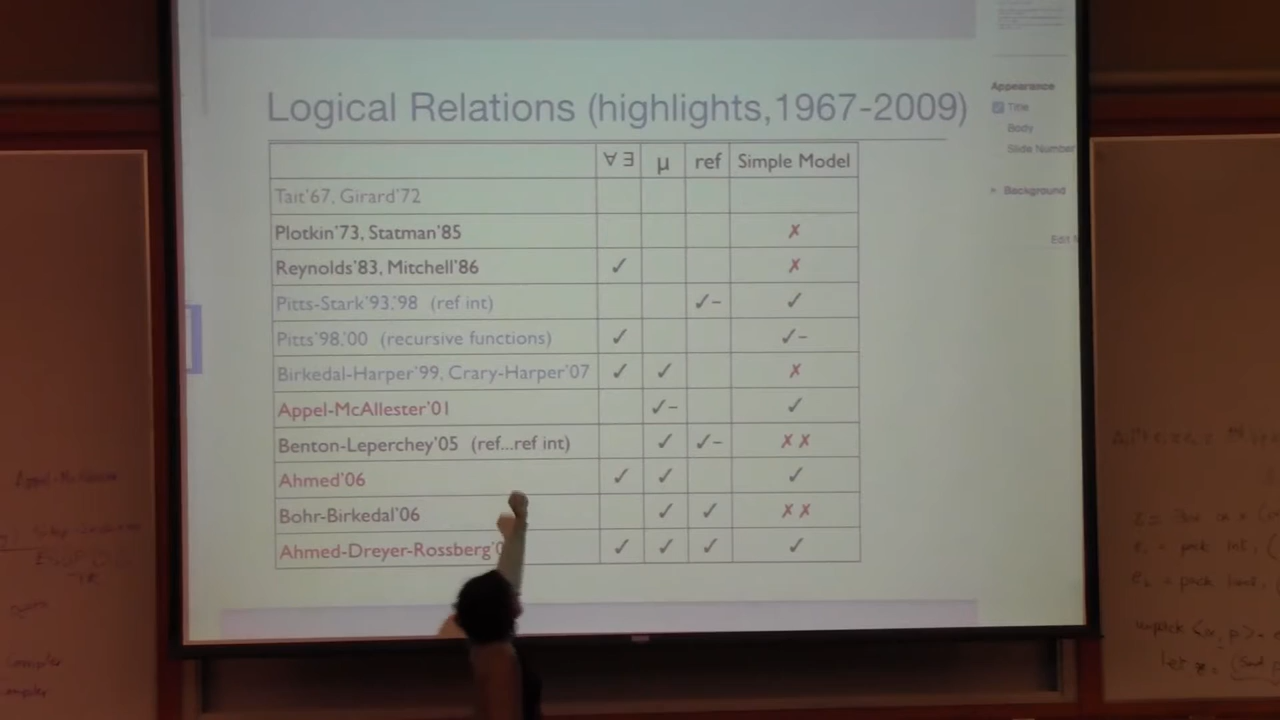 Logical Relations (highlights,1967-2009)
∀ ∃ μ ref Simple Model
Tait'67, Girard'72
Plotkin'73, Statman'85 ✗
Reynolds'83, Mitchell'86 ✓ ✗
Pitts-Stark'93,'98 (ref int) ✓- ✓
Pitts'98,'00 (recursive functions) ✓ ✓-
Birkedal-Harper'99, Crary-Harper'07 ✓ ✓ ✗
Appel-McAllester'01 ✓- ✓
Benton-Leperchey'05 (ref...ref int) ✓ ✓- ✗✗
Ahmed'06 ✓ ✓ ✓
Bohr-Birkedal'06 ✓ ✓ ✗✗
Ahmed-Dreyer-Rossberg ✓ ✓ ✓ ✓
Appearance
Title
Body
Slide Number
Background
Edit